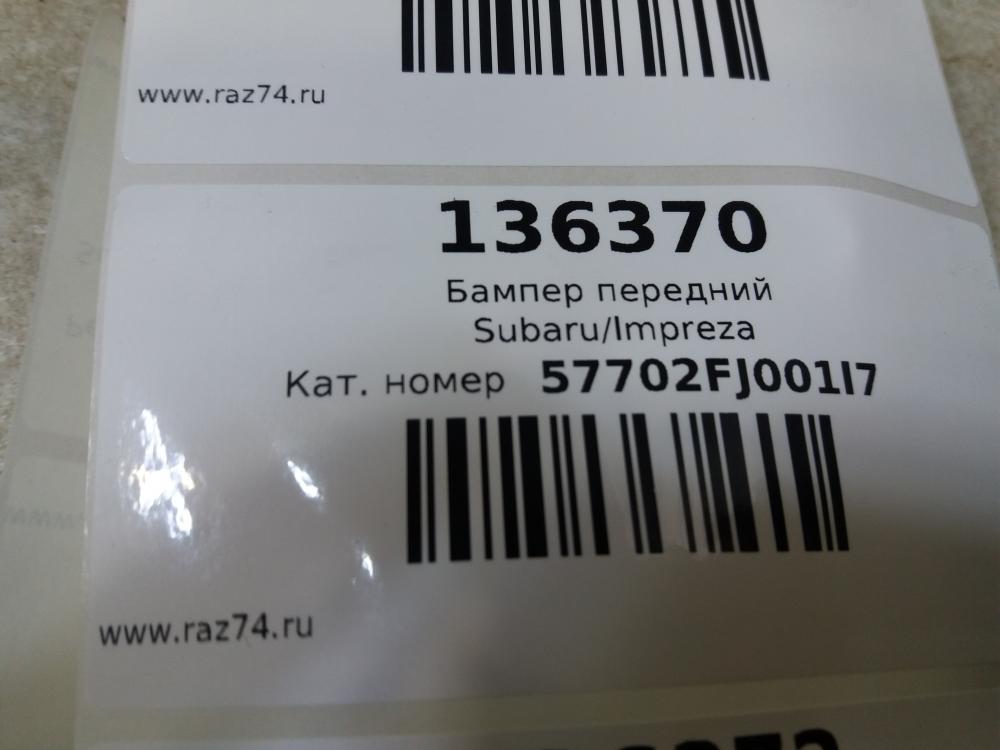 www.raz74.ru
136370
Бампер передний
Subaru/Impreza
Кат. номер 57702FJ001I7
www.raz74.ru